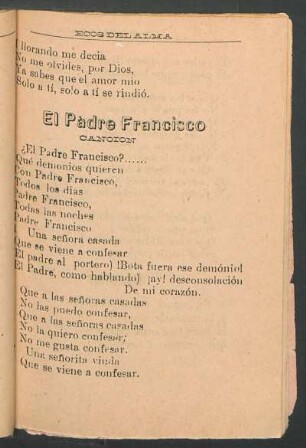 ECOS DEL ALMA
llorando me decia
No me olvides, por Dios,
Ya sabes que el amor mio
Solo a tí, solo a tí se rindió.
El Padre Francisco
CANCION
¿El Padre Francisco?......
Qué demonios quieren
Con Padre Francisco,
Todos los dias
Padre Francisco,
Todas las noches
Padre Francisco
Una señora casada
Que se viene a confesar
El padre al portero) ¡Bota fuera ese demónio!
El Padre, como hablando) ¡ay! desconsolación
De mi corazón.
Que a las señoras casadas
No las puedo confesar,
Que a las señoras casadas
No la quiero confesar;
No me gusta confesar.
Una señorita viuda
Que se viene a confesar.